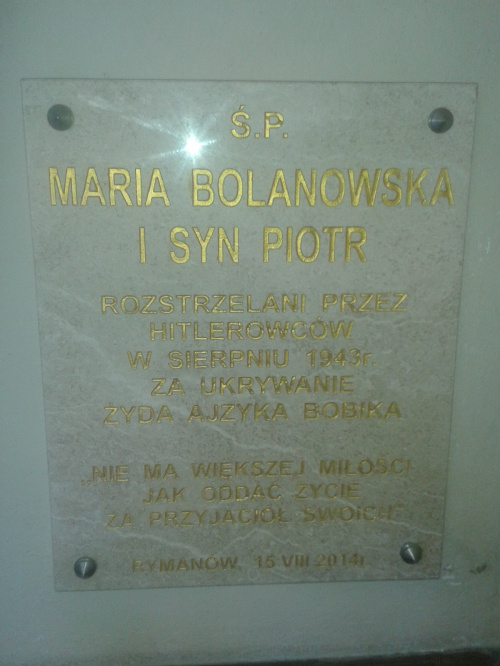 Ś.P.
MARIA BOLANOWSKA
I SYN PIOTR
ROZSTRZELANI PRZEZ
HITLEROWCÓW
W SIERPNIU 1943r.
ZA UKRYWANIE
ŻYDA AJZYKA BOBIKA
„NIE MA WIĘKSZEJ MIŁOŚCI
JAK ODDAĆ ŻYCIE
ZA PRZYJACIÓŁ SWOICH"
RYMANÓW, 15 VIII 2014r.